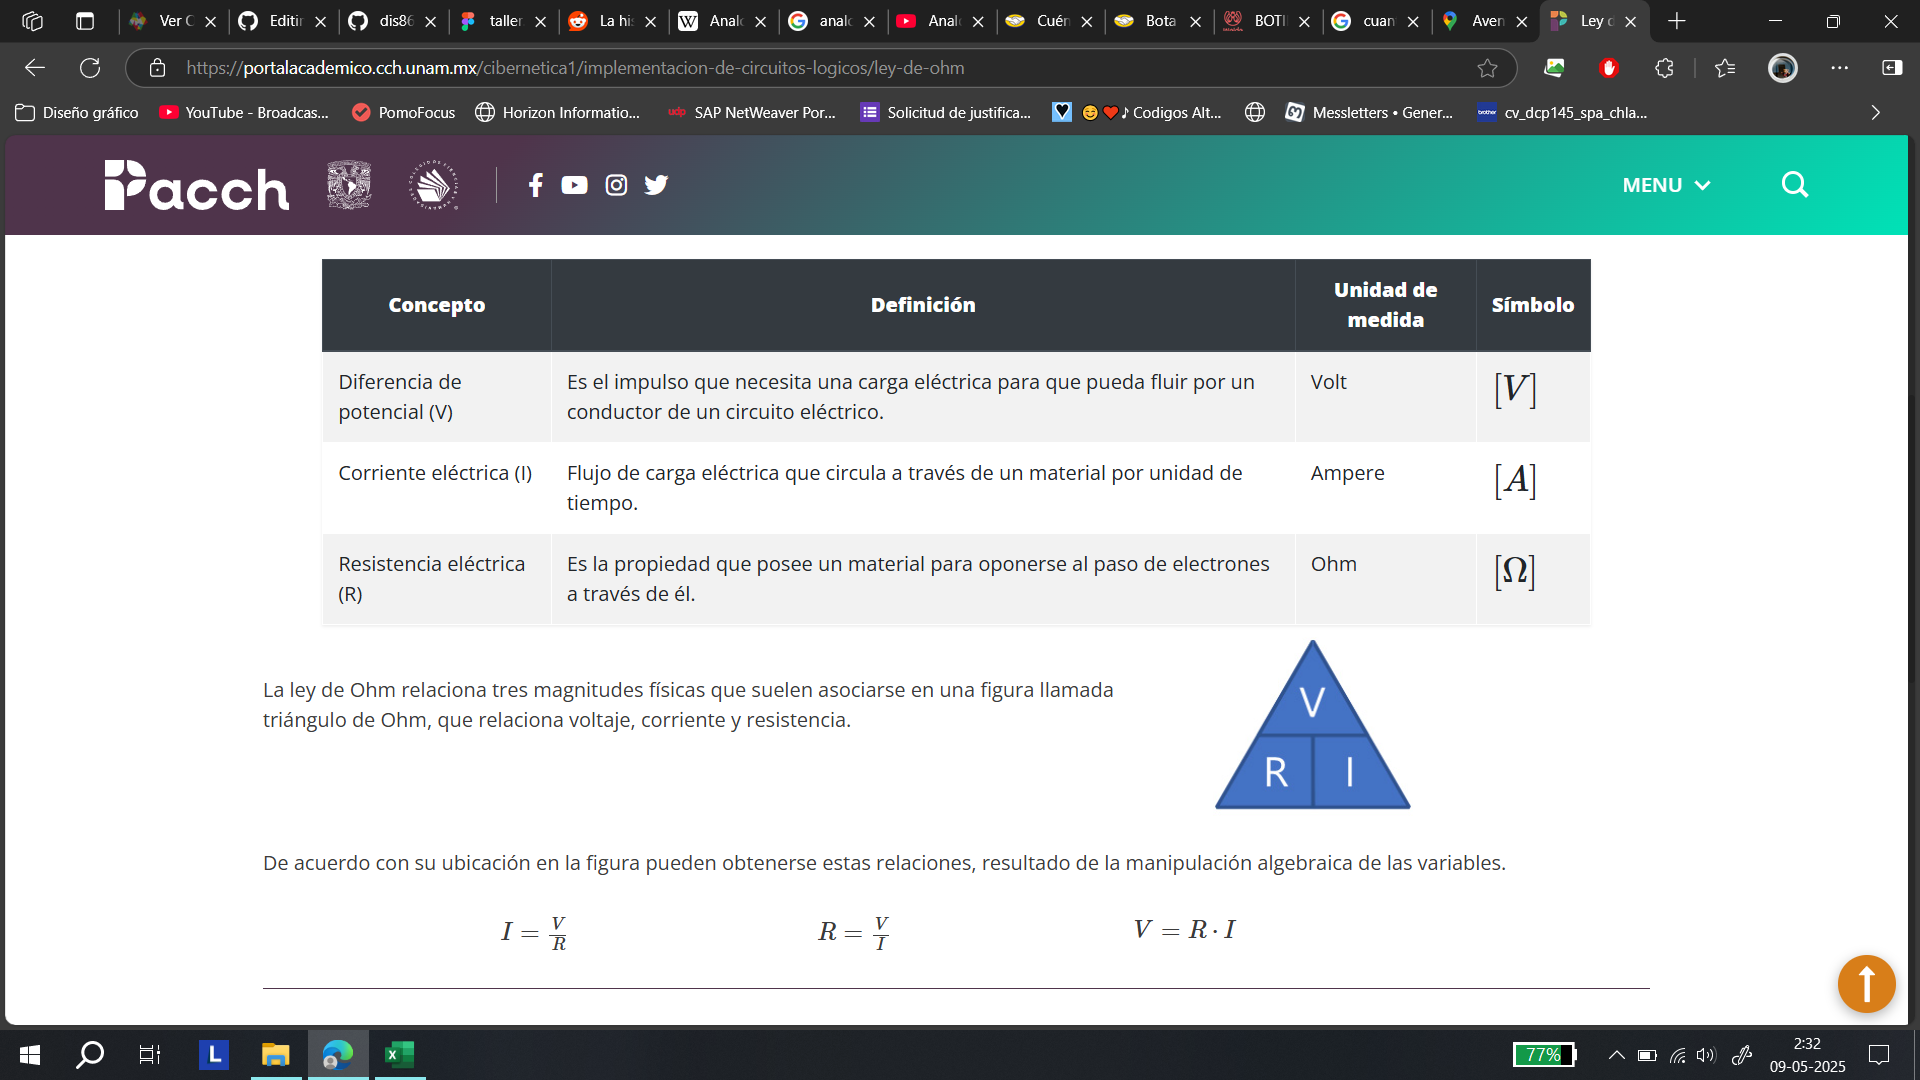 Ver C
Editin
dis86
taller
La his
Analo
analo
Analo
Cuén
Bota
BOTI
cuan
Aven
Ley d
https://portalacademico.cch.unam.mx/cibernetica1/implementacion-de-circuitos-logicos/ley-de-ohm
Diseño gráfico
YouTube - Broadcas...
PomoFocus
Horizon Informatio...
udp SAP NetWeaver Por...
Solicitud de justifica...
😊❤️♪ Codigos Alt...
Messletters • Gener...
brother cv_dcp145_spa_chla...
Pacch
MENU
Concepto
Definición
Unidad de
medida
Símbolo
Diferencia de
potencial (V)
Es el impulso que necesita una carga eléctrica para que pueda fluir por un
conductor de un circuito eléctrico.
Volt
[V]
Corriente eléctrica (I)
Flujo de carga eléctrica que circula a través de un material por unidad de
tiempo.
Ampere
[A]
Resistencia eléctrica
(R)
Es la propiedad que posee un material para oponerse al paso de electrones
a través de él.
Ohm
[Ω]
La ley de Ohm relaciona tres magnitudes físicas que suelen asociarse en una figura llamada
triángulo de Ohm, que relaciona voltaje, corriente y resistencia.
V
R I
De acuerdo con su ubicación en la figura pueden obtenerse estas relaciones, resultado de la manipulación algebraica de las variables.
I = V/R
R = V/I
V = R · I
L
77%
2:32
09-05-2025